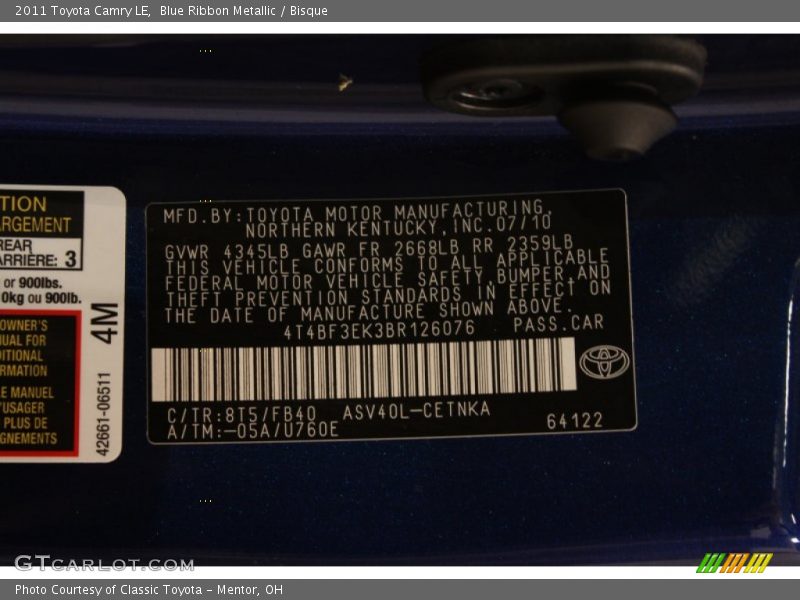 2011 Toyota Camry LE, Blue Ribbon Metallic / Bisque
TION
ARGEMENT
REAR
ARRIÈRE: 3
or 900lbs.
0kg ou 900lb.
OWNER'S
UAL FOR
DITIONAL
ORMATION
LE MANUEL
'USAGER
PLUS DE
GNEMENTS
4M
42661-06511
MFD.BY:TOYOTA MOTOR MANUFACTURING,
NORTHERN KENTUCKY,INC.07/10
GVWR 4345LB GAWR FR 2668LB RR 2359LB
THIS VEHICLE CONFORMS TO ALL APPLICABLE
FEDERAL MOTOR VEHICLE SAFETY,BUMPER,AND
THEFT PREVENTION STANDARDS IN EFFECT ON
THE DATE OF MANUFACTURE SHOWN ABOVE.
4T4BF3EK3BR126076 PASS.CAR
C/TR:8T5/FB40 ASV40L-CETNKA
A/TM:-05A/U760E 64122
GTCARLOT.COM
Photo Courtesy of Classic Toyota - Mentor, OH